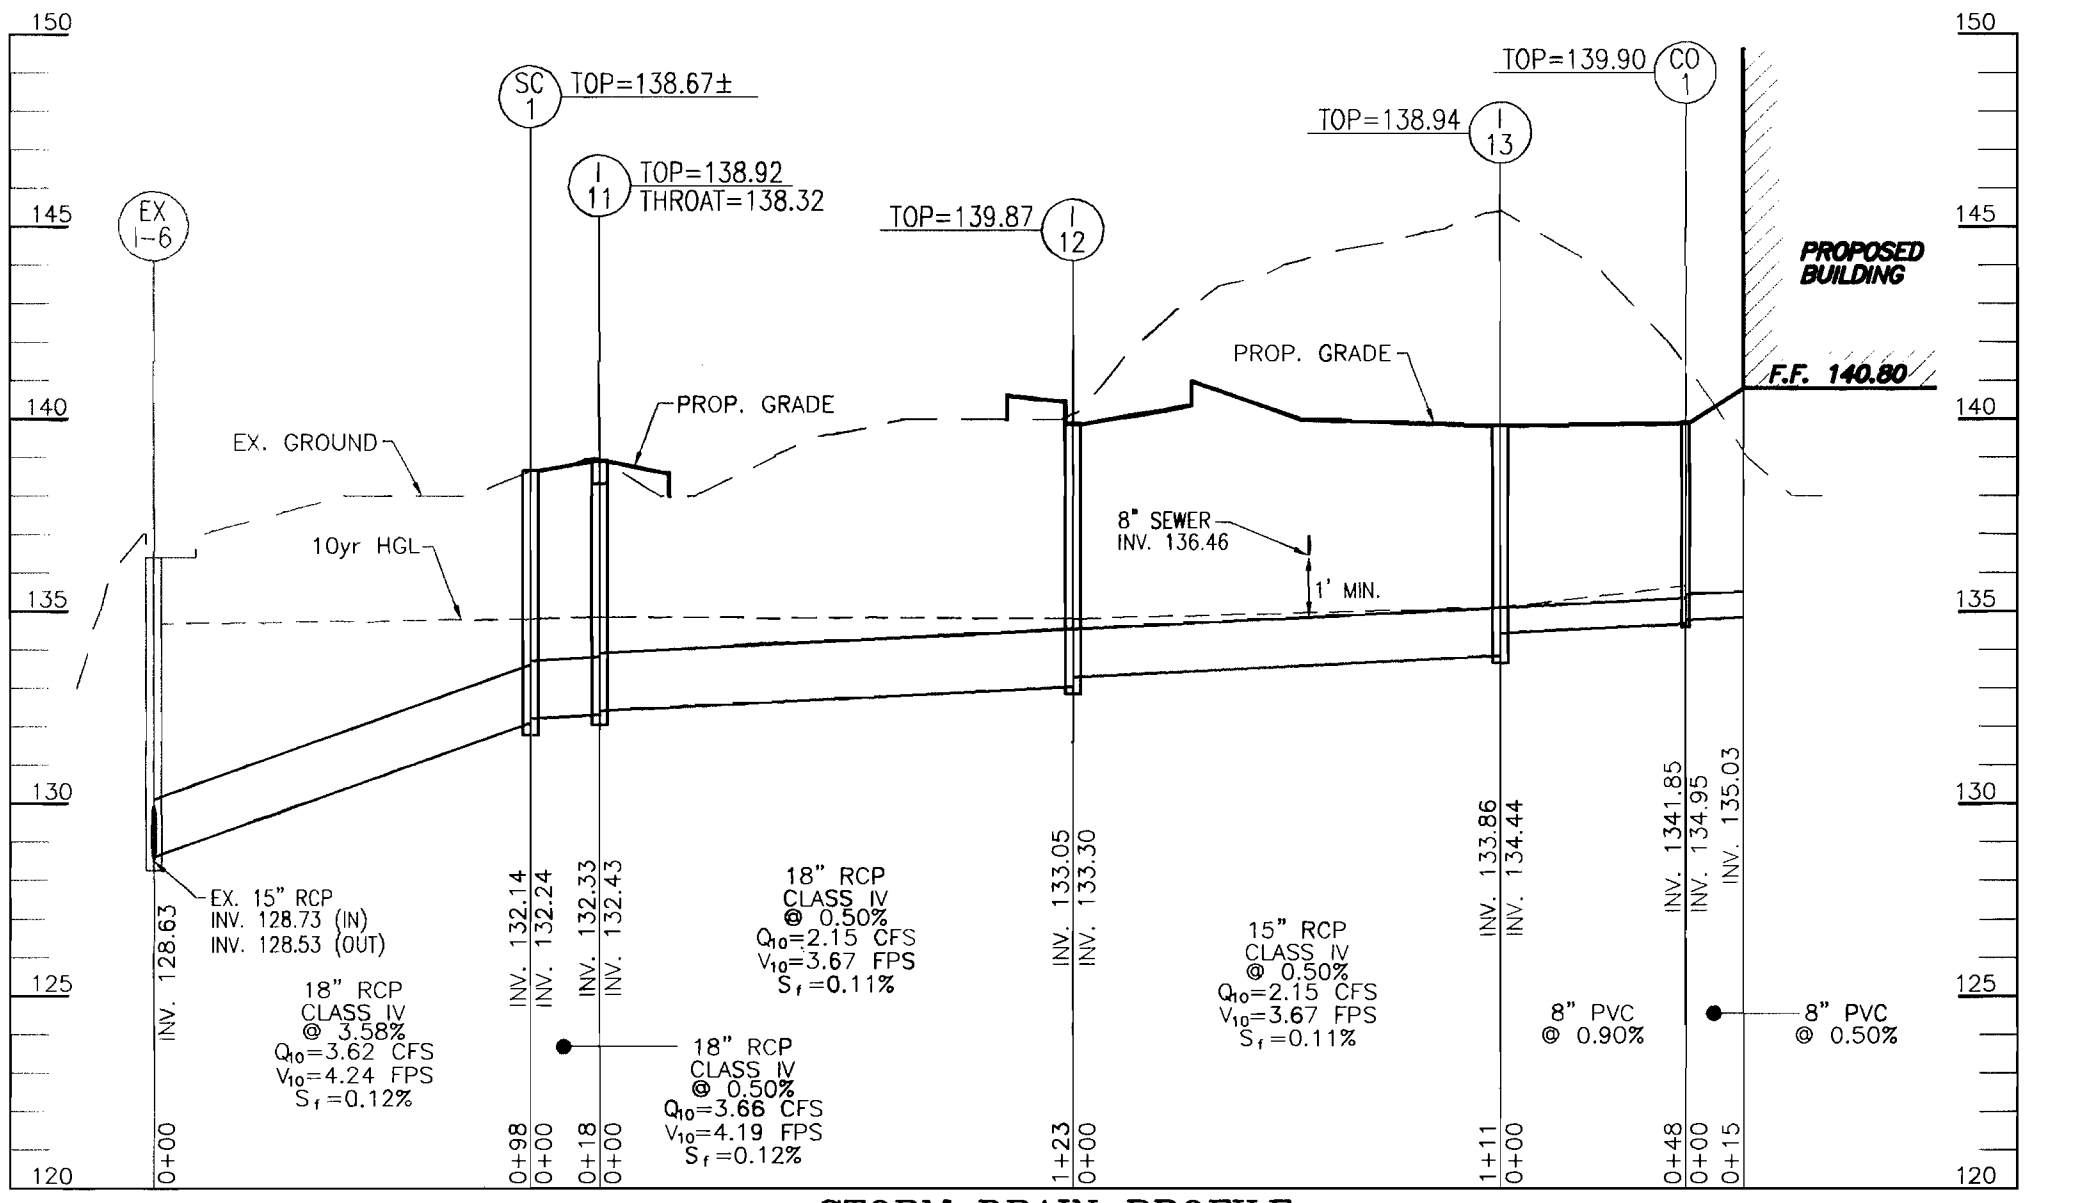 150
150
145
145
140
140
135
135
130
130
125
125
120
120
EX
I-6
SC
1
TOP=138.67±
I
11
TOP=138.92
THROAT=138.32
TOP=139.87
I
12
TOP=138.94
I
13
TOP=139.90
CO
1
PROPOSED
BUILDING
F.F. 140.80
PROP. GRADE
PROP. GRADE
EX. GROUND
10yr HGL
8" SEWER
INV. 136.46
1' MIN.
EX. 15" RCP
INV. 128.73 (IN)
INV. 128.53 (OUT)
INV. 128.63
INV. 132.14
INV. 132.24
INV. 132.33
INV. 132.43
INV. 133.05
INV. 133.30
INV. 133.86
INV. 134.44
INV. 1341.85
INV. 134.95
INV. 135.03
18" RCP
CLASS IV
@ 3.58%
Q10=3.62 CFS
V10=4.24 FPS
Sf=0.12%
18" RCP
CLASS IV
@ 0.50%
Q10=3.66 CFS
V10=4.19 FPS
Sf=0.12%
18" RCP
CLASS IV
@ 0.50%
Q10=2.15 CFS
V10=3.67 FPS
Sf=0.11%
15" RCP
CLASS IV
@ 0.50%
Q10=2.15 CFS
V10=3.67 FPS
Sf=0.11%
8" PVC
@ 0.90%
8" PVC
@ 0.50%
0+00
0+98
0+00
0+18
0+00
1+23
0+00
1+11
0+00
0+48
0+00
0+15
STORM DRAIN PROFILE